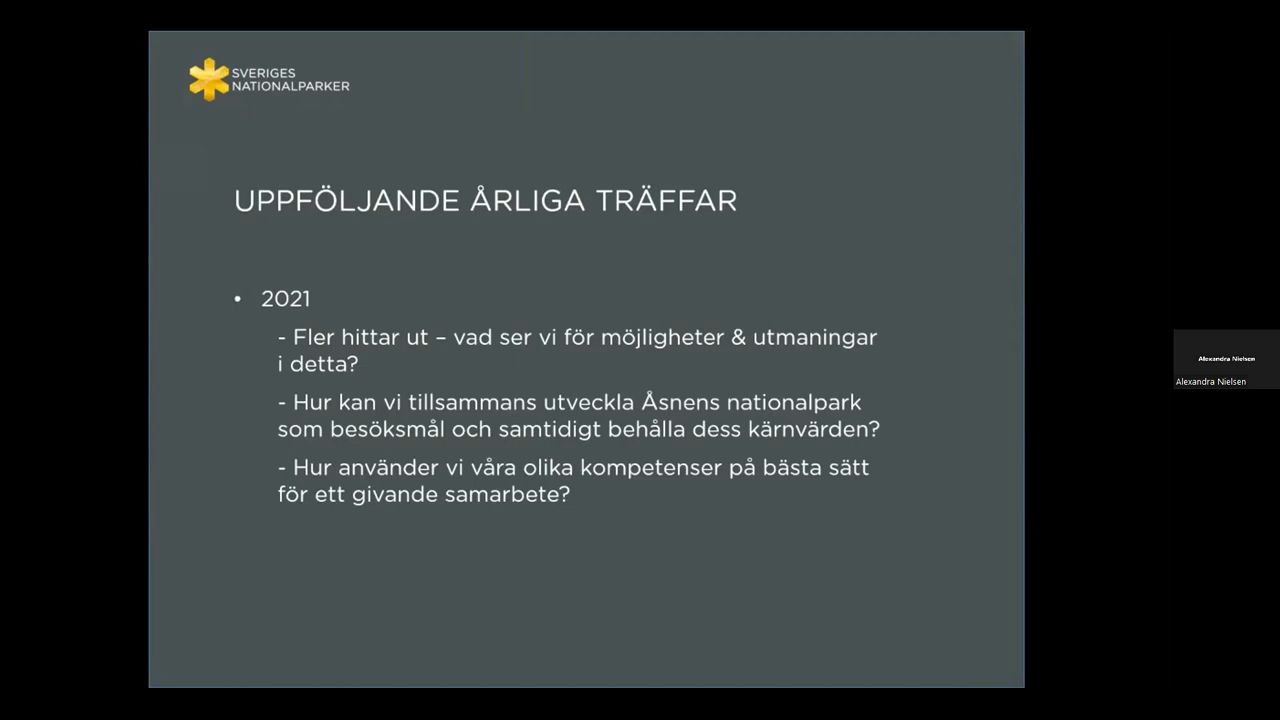 SVERIGES
NATIONALPARKER
UPPFÖLJANDE ÅRLIGA TRÄFFAR
• 2021
- Fler hittar ut – vad ser vi för möjligheter & utmaningar
i detta?
- Hur kan vi tillsammans utveckla Åsnens nationalpark
som besöksmål och samtidigt behålla dess kärnvärden?
- Hur använder vi våra olika kompetenser på bästa sätt
för ett givande samarbete?
Alexandra Nielsen
Alexandra Nielsen